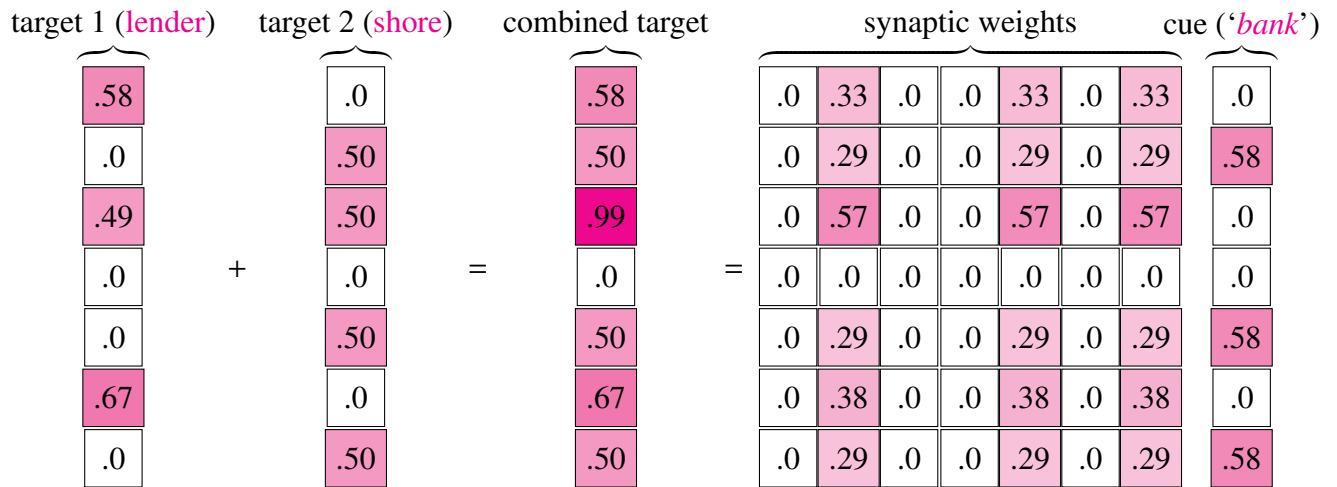 target 1 (lender) target 2 (shore) combined target synaptic weights cue (‘bank’)
.58 .0 .58 .0 .33 .0 .0 .33 .0 .33 .0
.0 .50 .50 .0 .29 .0 .0 .29 .0 .29 .58
.49 .50 .99 .0 .57 .0 .0 .57 .0 .57 .0
.0 + .0 = .0 = .0 .0 .0 .0 .0 .0 .0 .0
.0 .50 .50 .0 .29 .0 .0 .29 .0 .29 .58
.67 .0 .67 .0 .38 .0 .0 .38 .0 .38 .0
.0 .50 .50 .0 .29 .0 .0 .29 .0 .29 .58